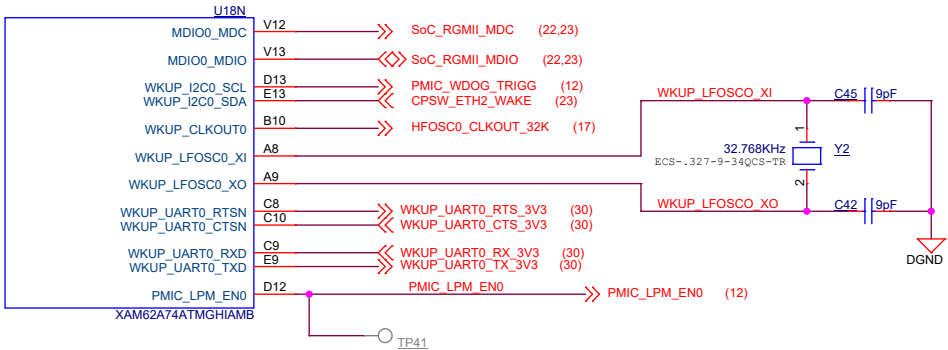 U18N
MDIO0_MDC V12 SoC_RGMII_MDC (22,23)
MDIO0_MDIO V13 SoC_RGMII_MDIO (22,23)
WKUP_I2C0_SCL D13 PMIC_WDOG_TRIGG (12)
WKUP_I2C0_SDA E13 CPSW_ETH2_WAKE (23)
WKUP_LFOSCO_XI C45 9pF
WKUP_CLKOUT0 B10 HFOSC0_CLKOUT_32K (17)
1
WKUP_LFOSC0_XI A8
32.768KHz Y2
ECS-.327-9-34QCS-TR
WKUP_LFOSC0_XO A9
2
WKUP_LFOSCO_XO C42 9pF
WKUP_UART0_RTSN C8 WKUP_UART0_RTS_3V3 (30)
WKUP_UART0_CTSN C10 WKUP_UART0_CTS_3V3 (30)
WKUP_UART0_RXD C9 WKUP_UART0_RX_3V3 (30)
WKUP_UART0_TXD E9 WKUP_UART0_TX_3V3 (30)
DGND
PMIC_LPM_EN0 D12 PMIC_LPM_EN0 PMIC_LPM_EN0 (12)
XAM62A74ATMGHIAMB
TP41